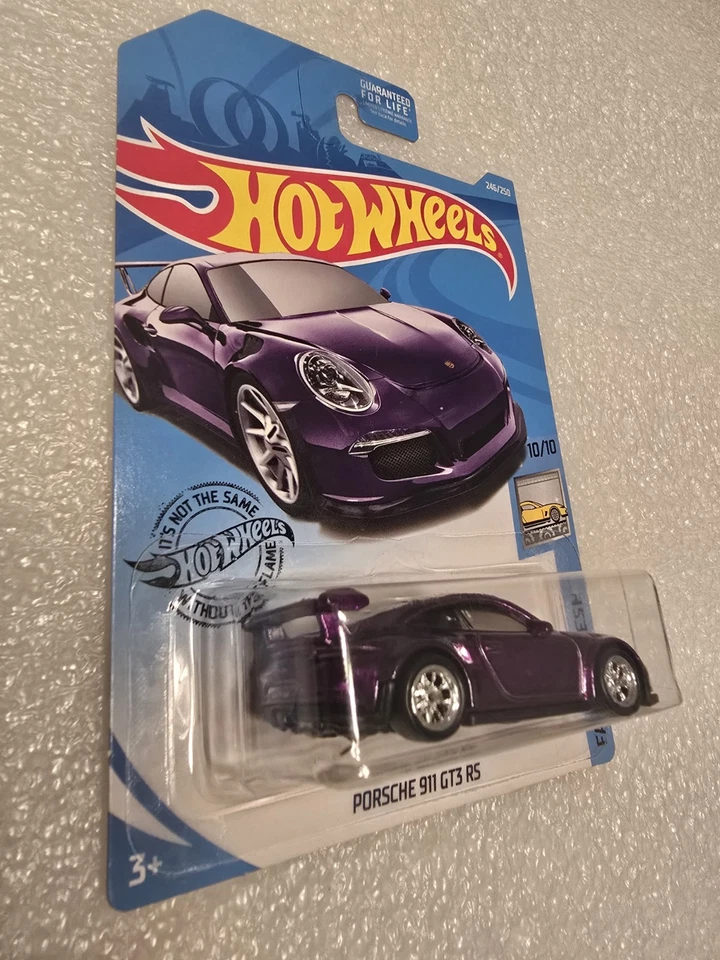 GUARANTEED
FOR LIFE*
246/250
HOT WHEELS
10/10
IT'S NOT THE SAME
HOT WHEELS
WITHOUT THE FLAME
PORSCHE 911 GT3 RS
3+